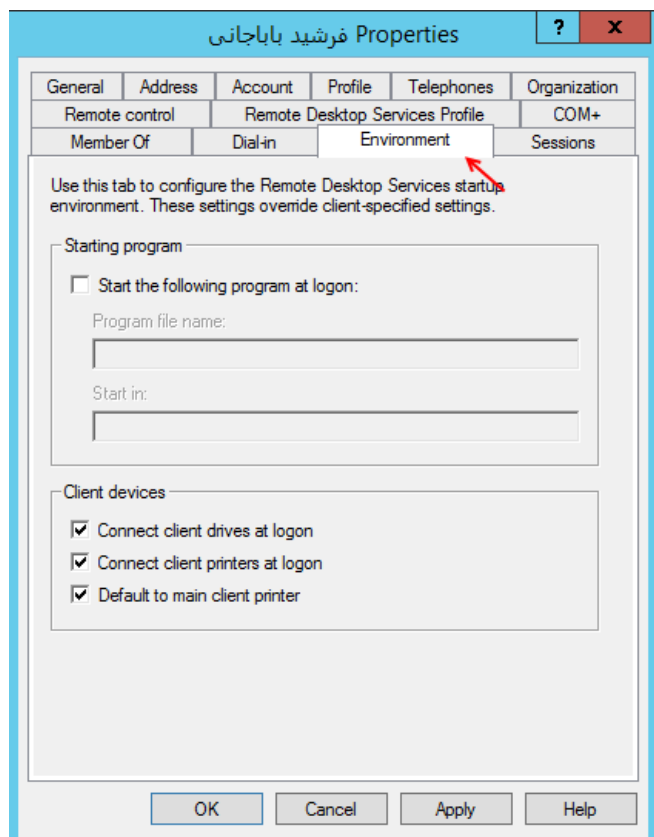 فرشید باباجانی Properties
? x
General Address Account Profile Telephones Organization
Remote control Remote Desktop Services Profile COM+
Member Of Dial-in Environment Sessions
Use this tab to configure the Remote Desktop Services startup
environment. These settings override client-specified settings.
Starting program
Start the following program at logon:
Program file name:
Start in:
Client devices
Connect client drives at logon
Connect client printers at logon
Default to main client printer
OK Cancel Apply Help